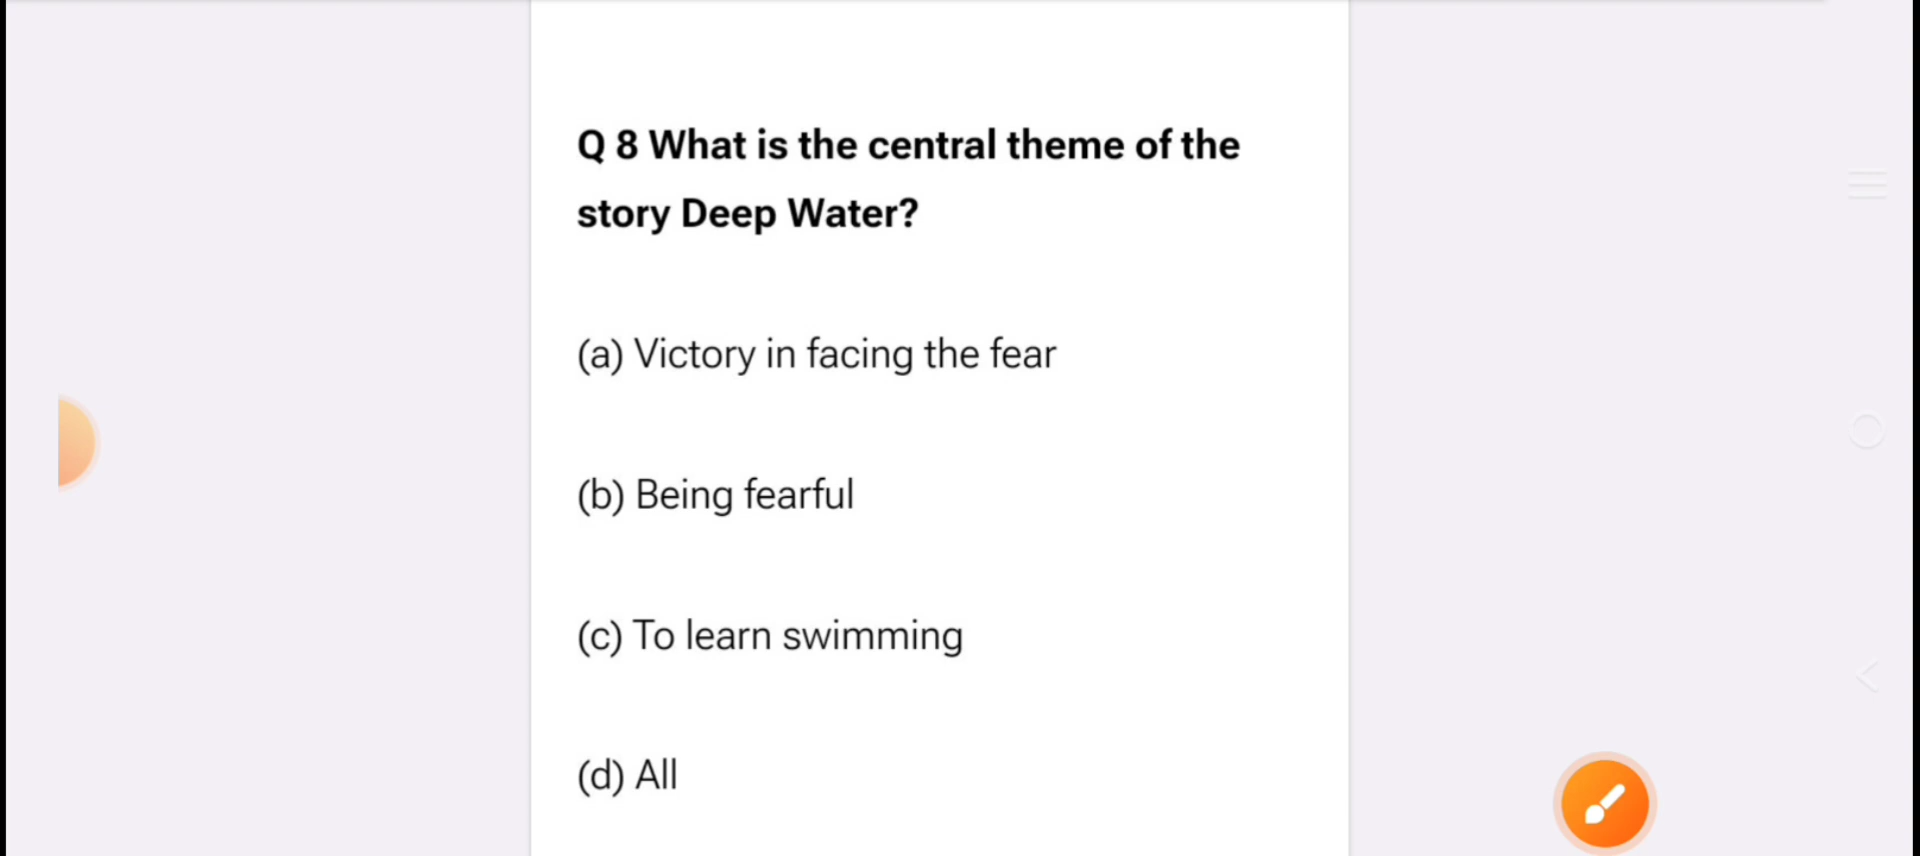 Q 8 What is the central theme of the
story Deep Water?
(a) Victory in facing the fear
(b) Being fearful
(c) To learn swimming
(d) All